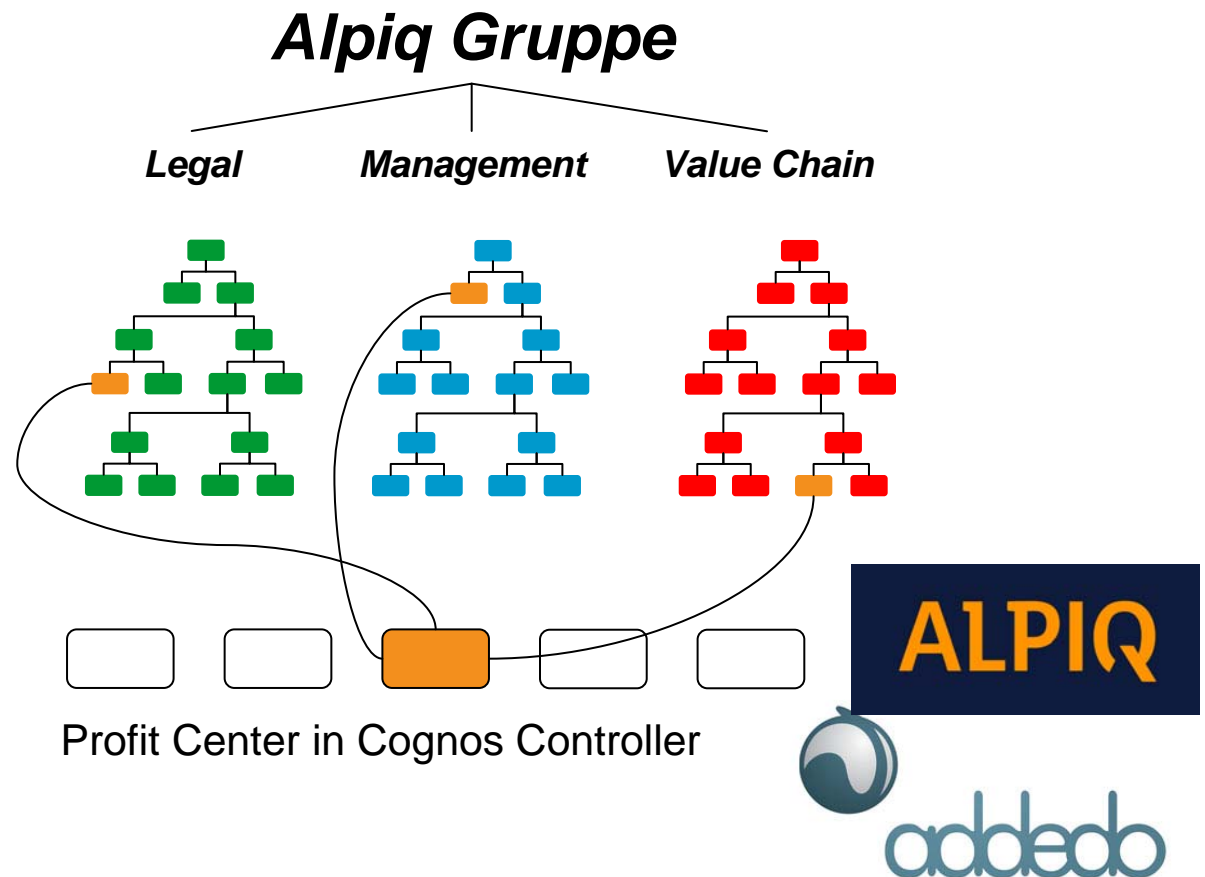 Alpiq Gruppe
Legal Management Value Chain
ALPIQ
Profit Center in Cognos Controller
addedo